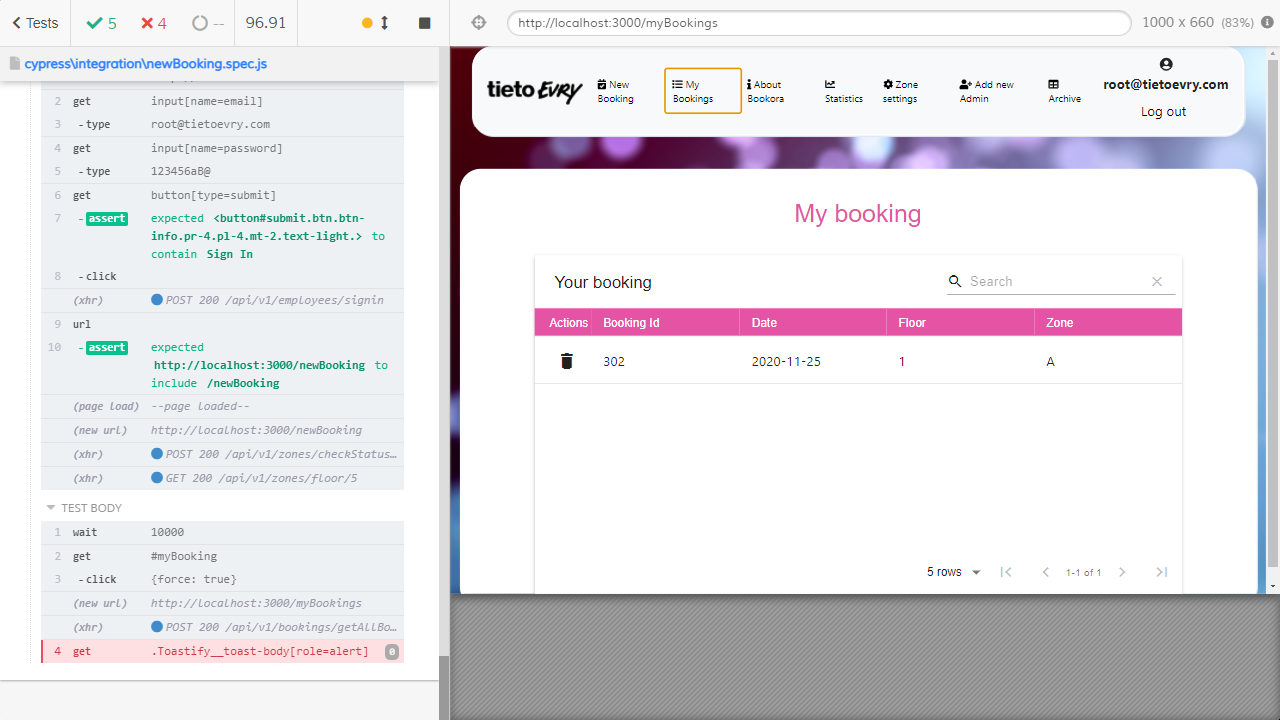 Tests
5
4
--
96.91
http://localhost:3000/myBookings
1000 x 660 (83%)
cypress\integration\newBooking.spec.js
2 get input[name=email]
3 - type root@tietoevry.com
4 get input[name=password]
5 - type 123456aB@
6 get button[type=submit]
7 - assert expected <button#submit.btn.btn-
info.pr-4.pl-4.mt-2.text-light.> to
contain Sign In
8 - click
(xhr) POST 200 /api/v1/employees/signin
9 url
10 - assert expected
http://localhost:3000/newBooking to
include /newBooking
(page load) --page loaded--
(new url) http://localhost:3000/newBooking
(xhr) POST 200 /api/v1/zones/checkStatus…
(xhr) GET 200 /api/v1/zones/floor/5
TEST BODY
1 wait 10000
2 get #myBooking
3 - click {force: true}
(new url) http://localhost:3000/myBookings
(xhr) POST 200 /api/v1/bookings/getAllBo…
4 get .Toastify__toast-body[role=alert] 0
tieto Evry
New
Booking
My
Bookings
About
Bookora
Statistics
Zone
settings
Add new
Admin
Archive
root@tietoevry.com
Log out
My booking
Your booking
Search
Actions Booking Id Date Floor Zone
302 2020-11-25 1 A
5 rows 1-1 of 1